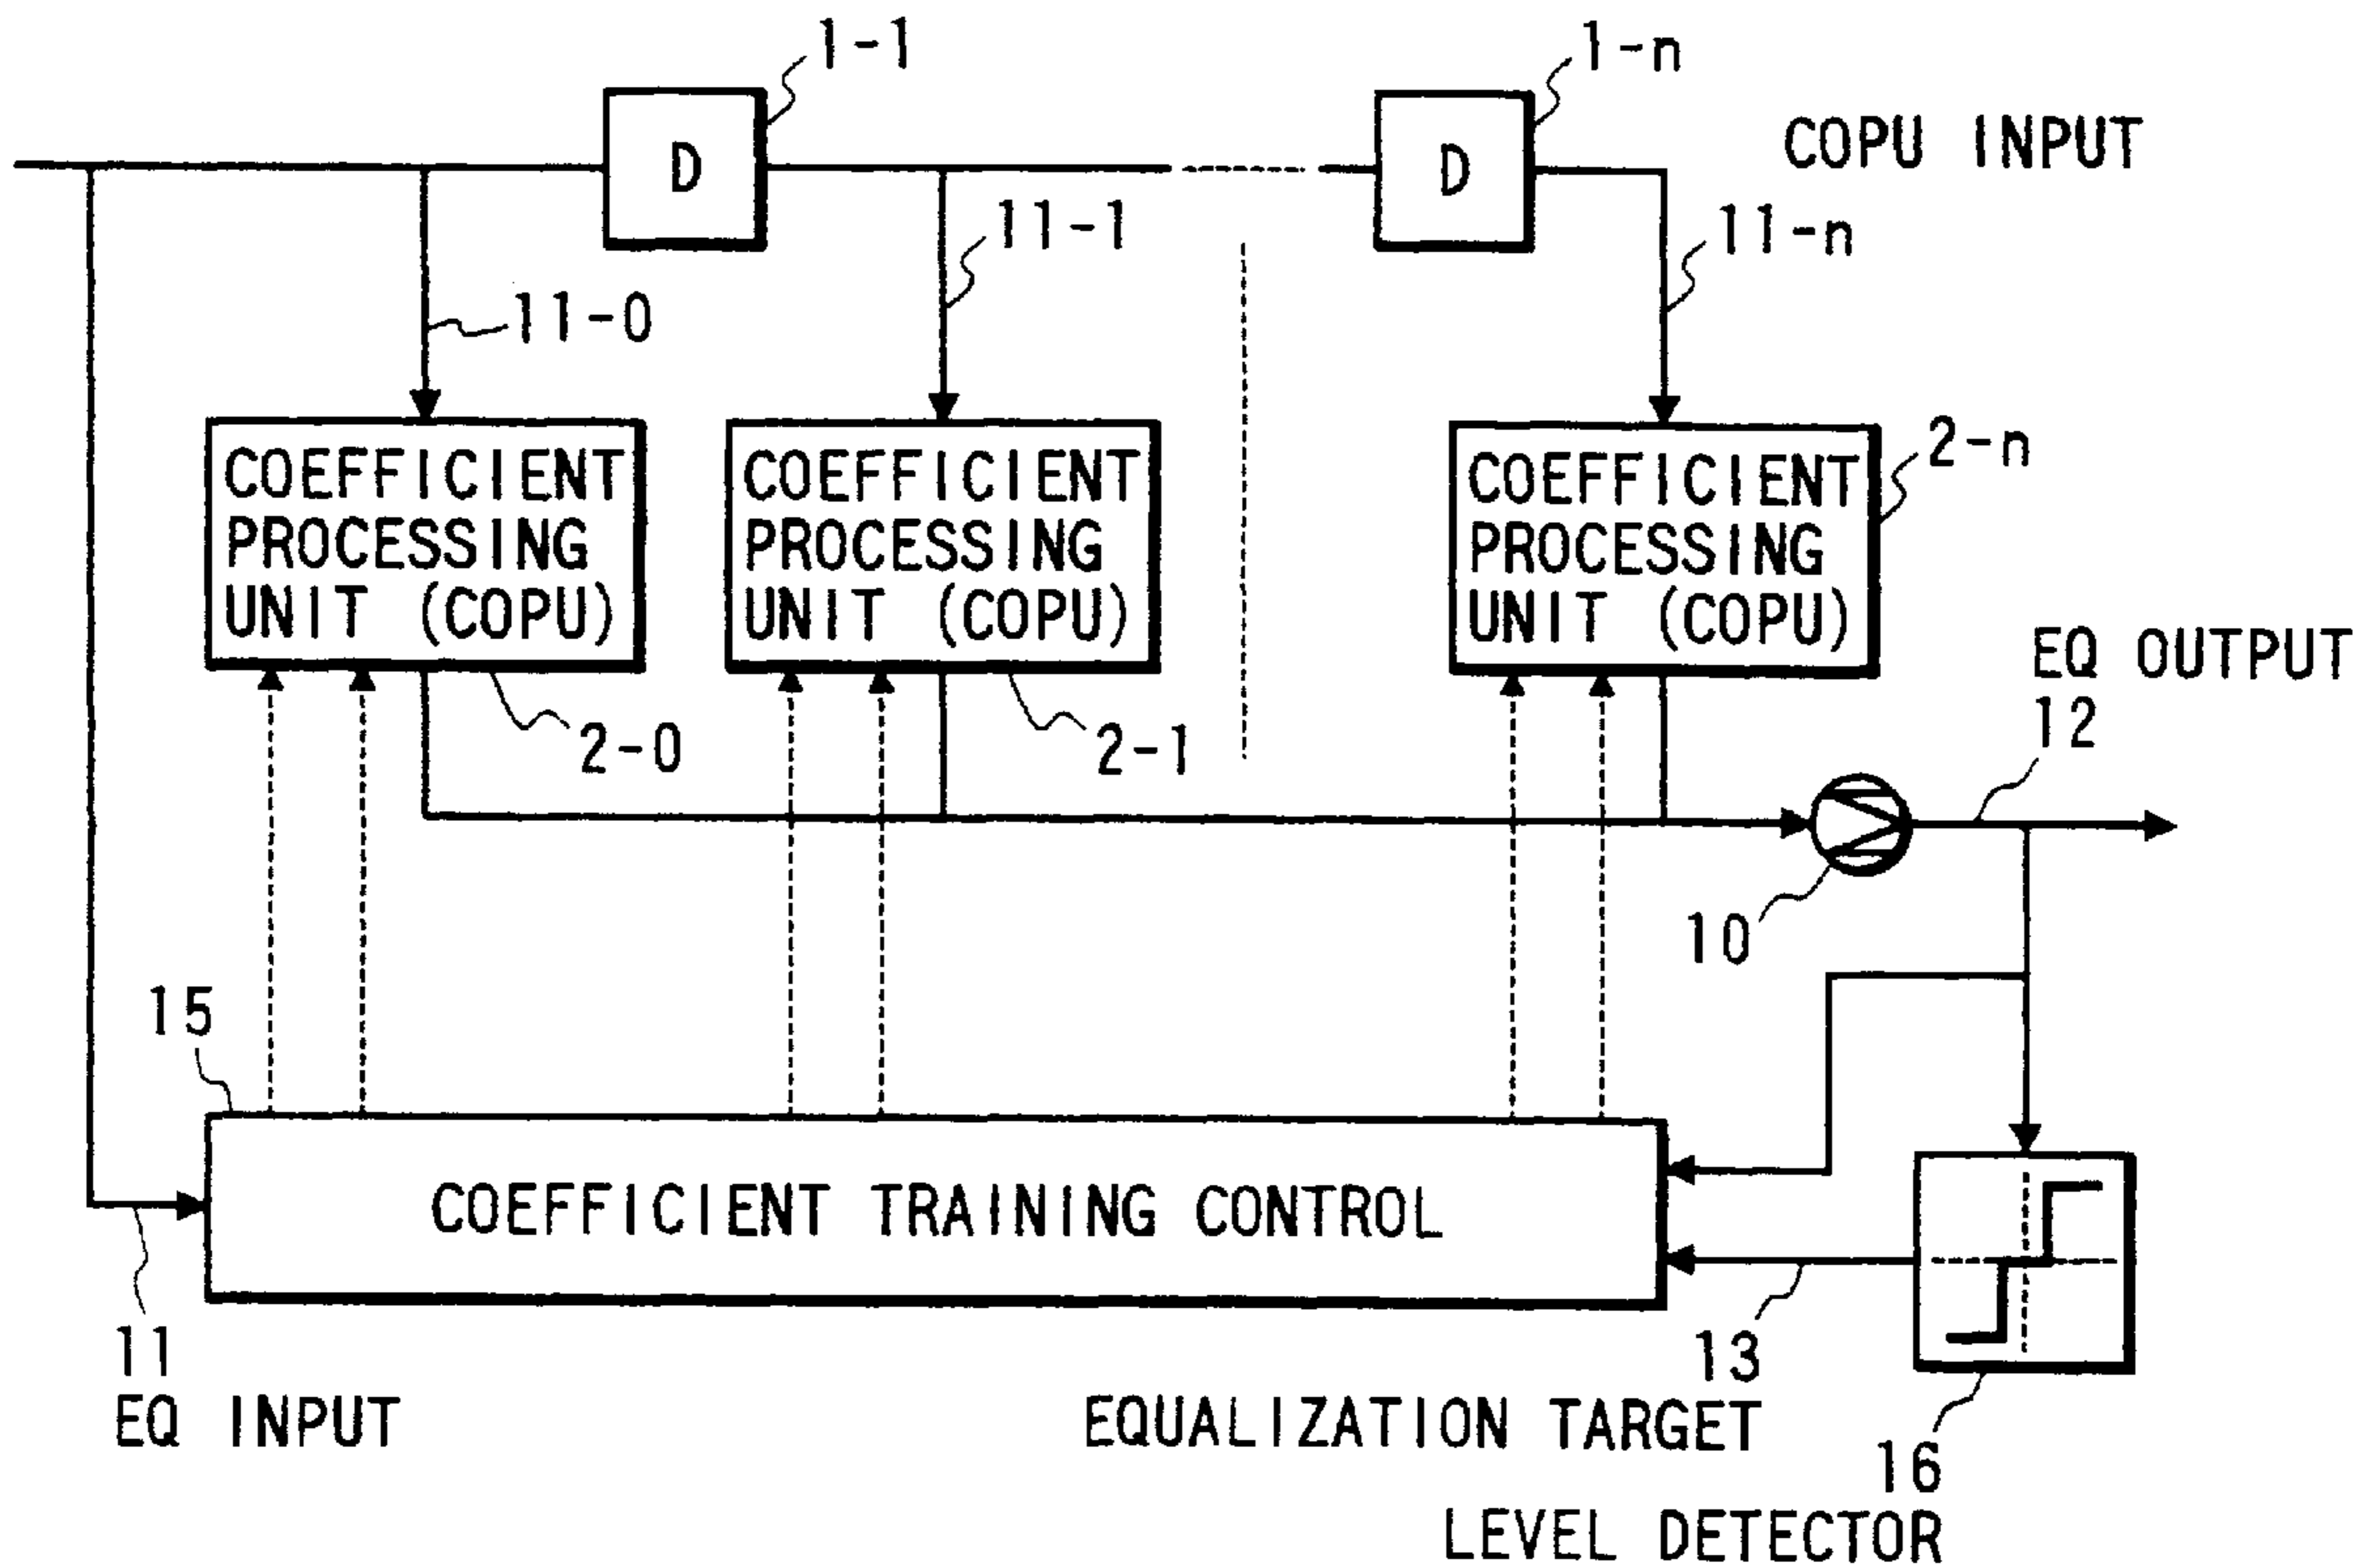 1-1
1-n
D
D
COPU INPUT
11-0
11-1
11-n
COEFFICIENT
PROCESSING
UNIT (COPU)
COEFFICIENT
PROCESSING
UNIT (COPU)
COEFFICIENT
PROCESSING
UNIT (COPU)
2-n
2-0
2-1
EQ OUTPUT
12
10
15
COEFFICIENT TRAINING CONTROL
11
EQ INPUT
13
EQUALIZATION TARGET
16
LEVEL DETECTOR